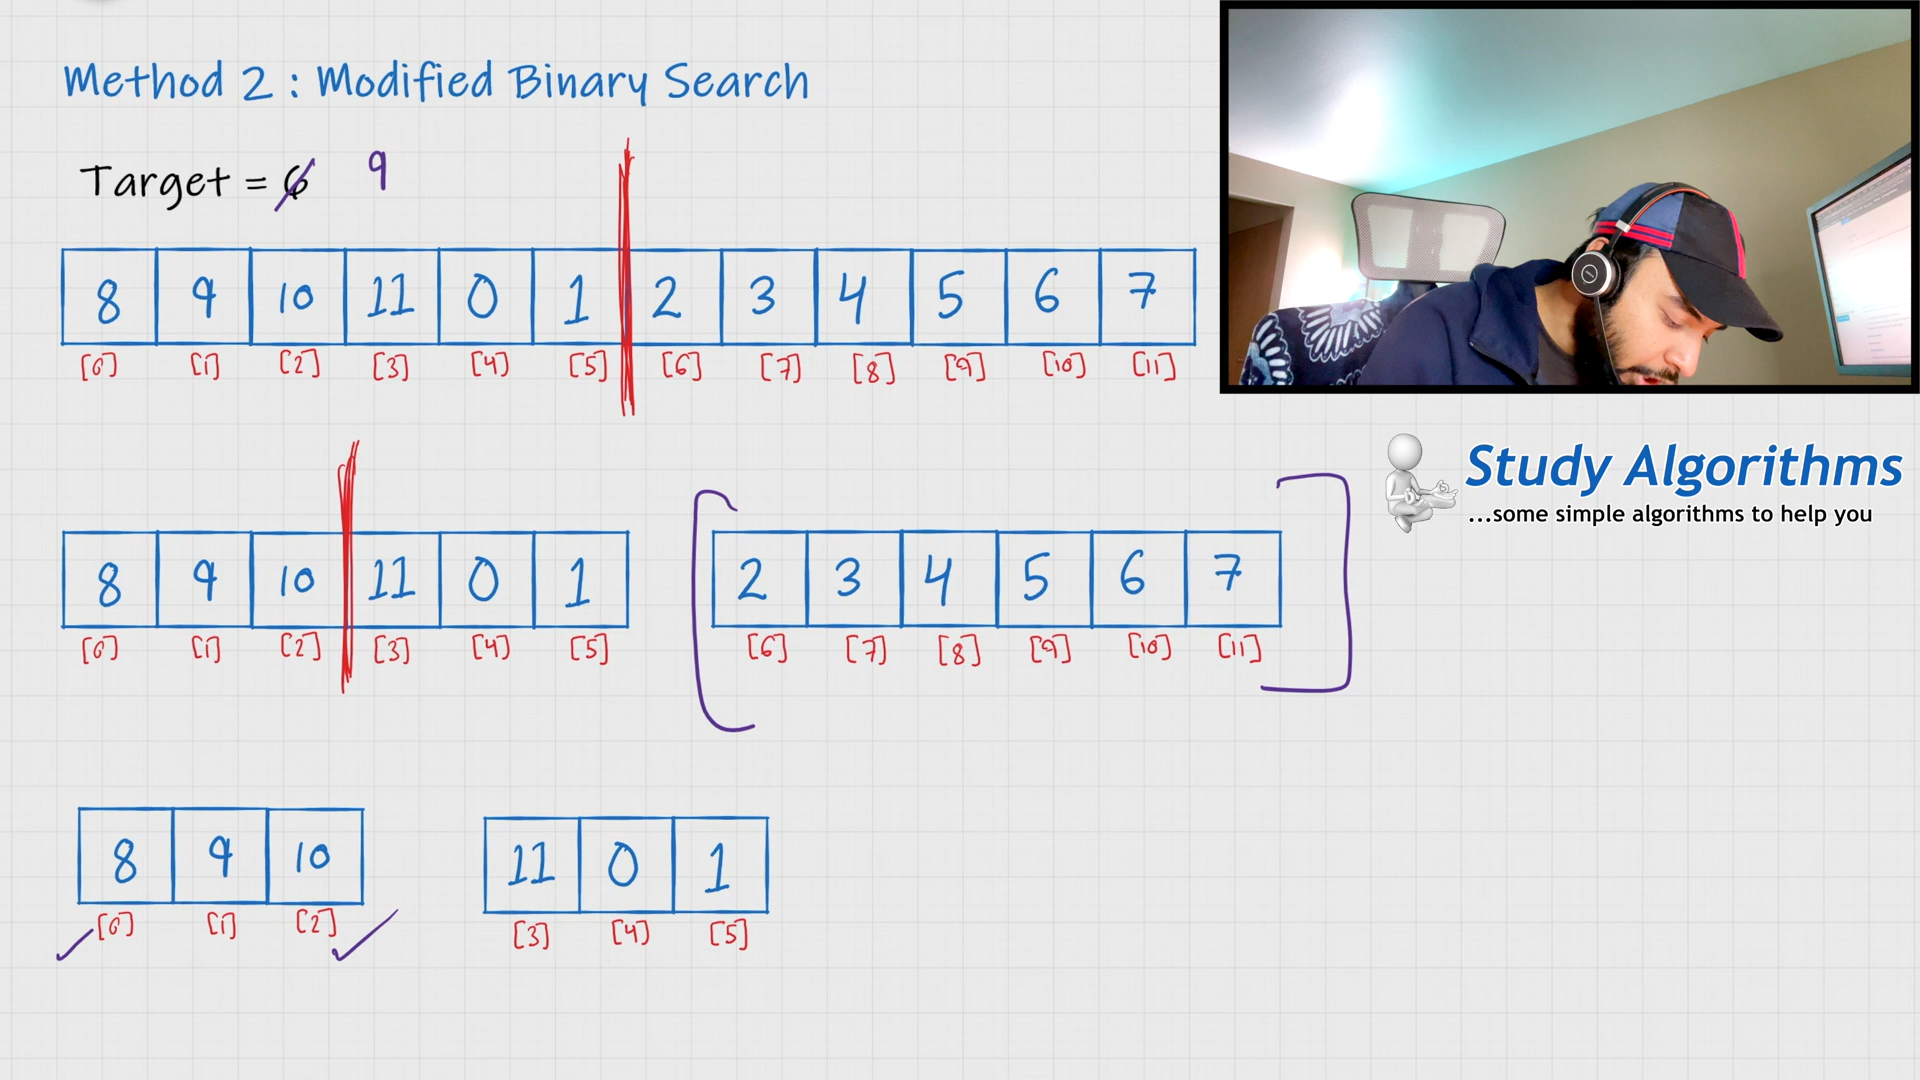 Method 2 : Modified Binary Search
Target = 6 9
8 9 10 11 0 1 2 3 4 5 6 7
[0] [1] [2] [3] [4] [5] [6] [7] [8] [9] [10] [11]
Study Algorithms
...some simple algorithms to help you
8 9 10 11 0 1 2 3 4 5 6 7
[0] [1] [2] [3] [4] [5] [6] [7] [8] [9] [10] [11]
8 9 10 11 0 1
[0] [1] [2] [3] [4] [5]